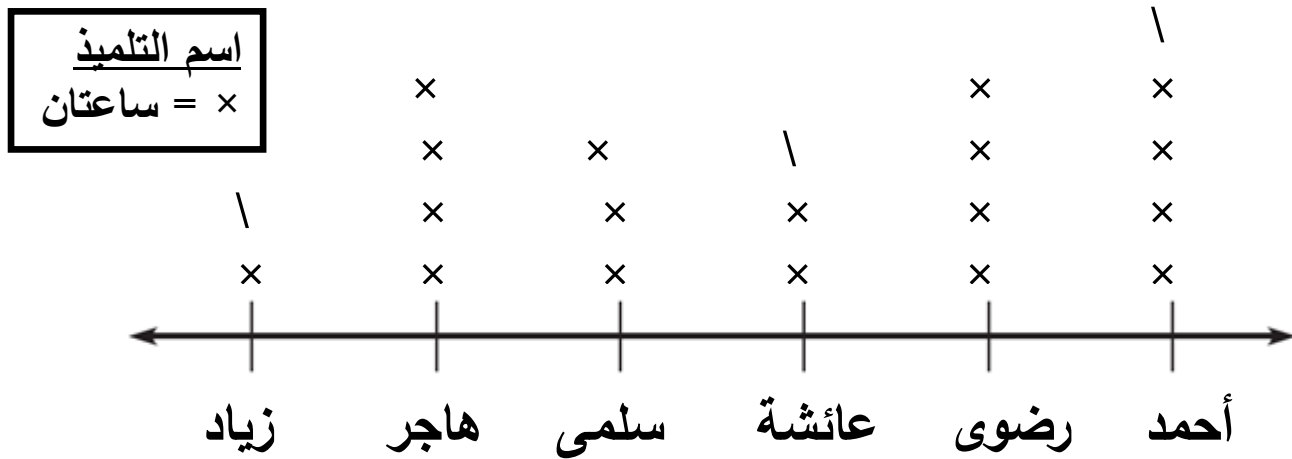 اسم التلميذ
× = ساعتان
\
× × ×
× × \ × ×
\ × × × × ×
× × × × × ×
أحمد رضوى عائشة سلمى هاجر زياد